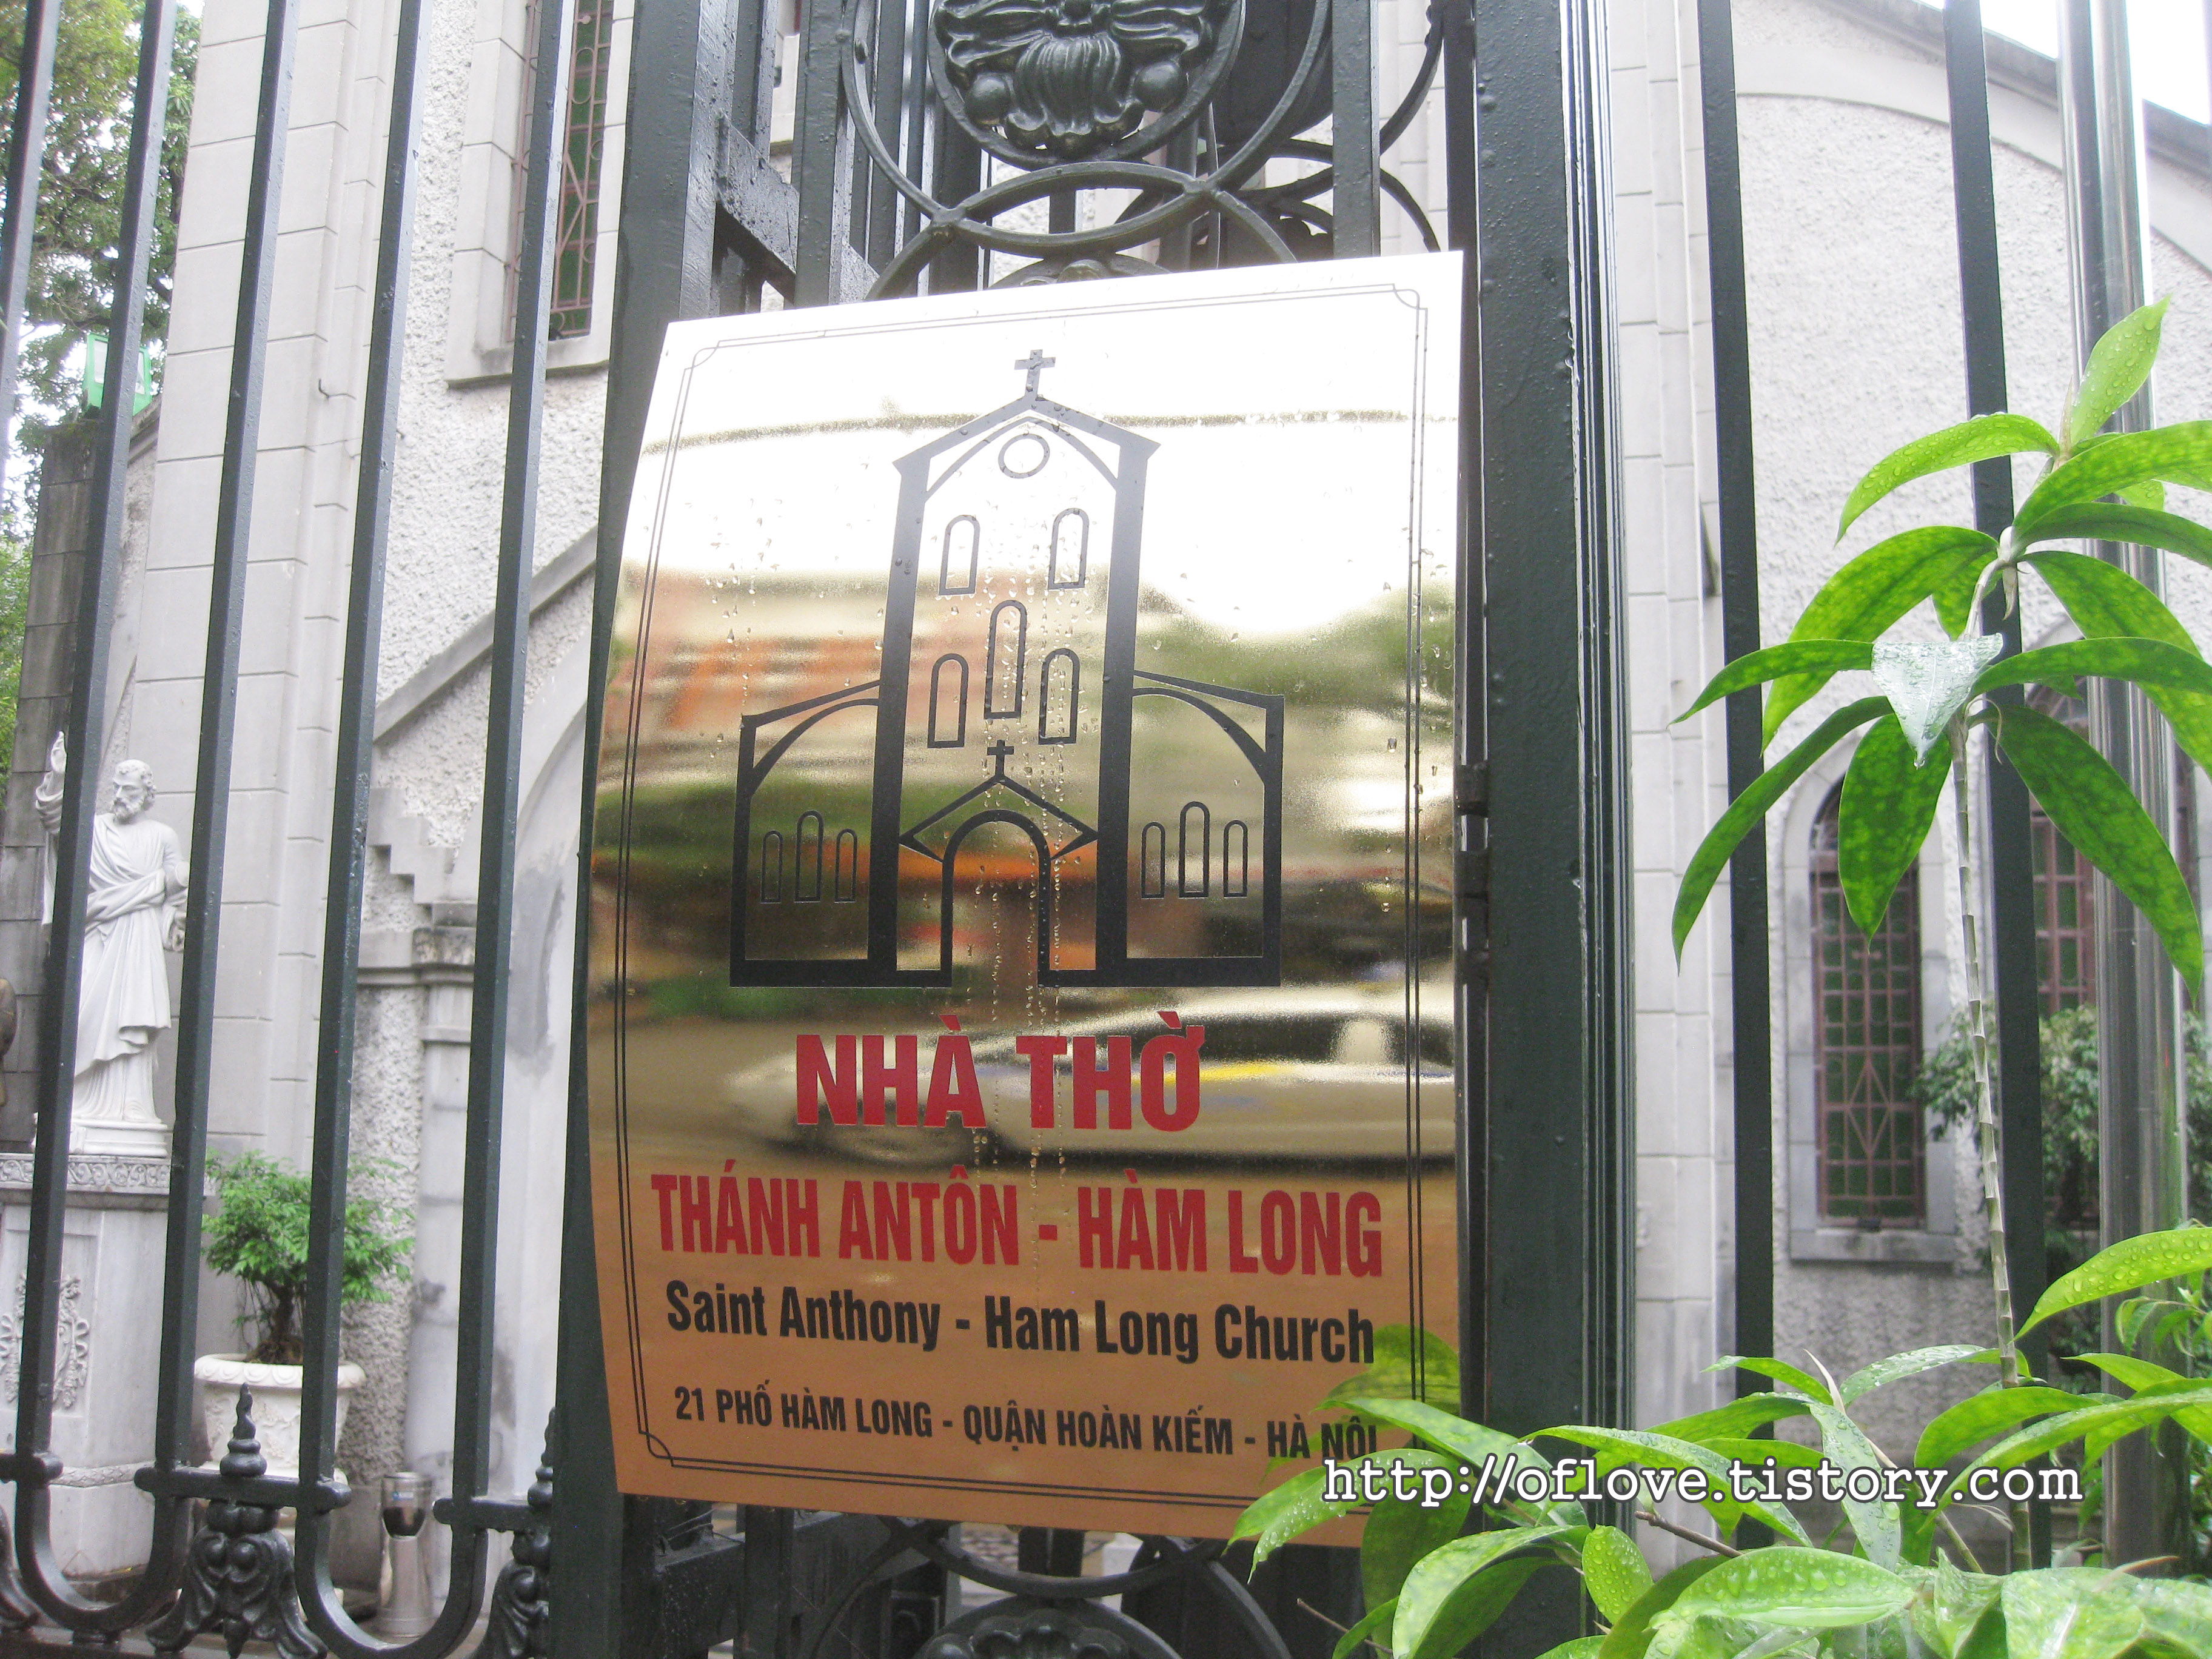 NHÀ THỜ
THÁNH ANTÔN - HÀM LONG
Saint Anthony - Ham Long Church
21 PHỐ HÀM LONG - QUẬN HOÀN KIẾM - HÀ NỘI
http://oflove.tistory.com